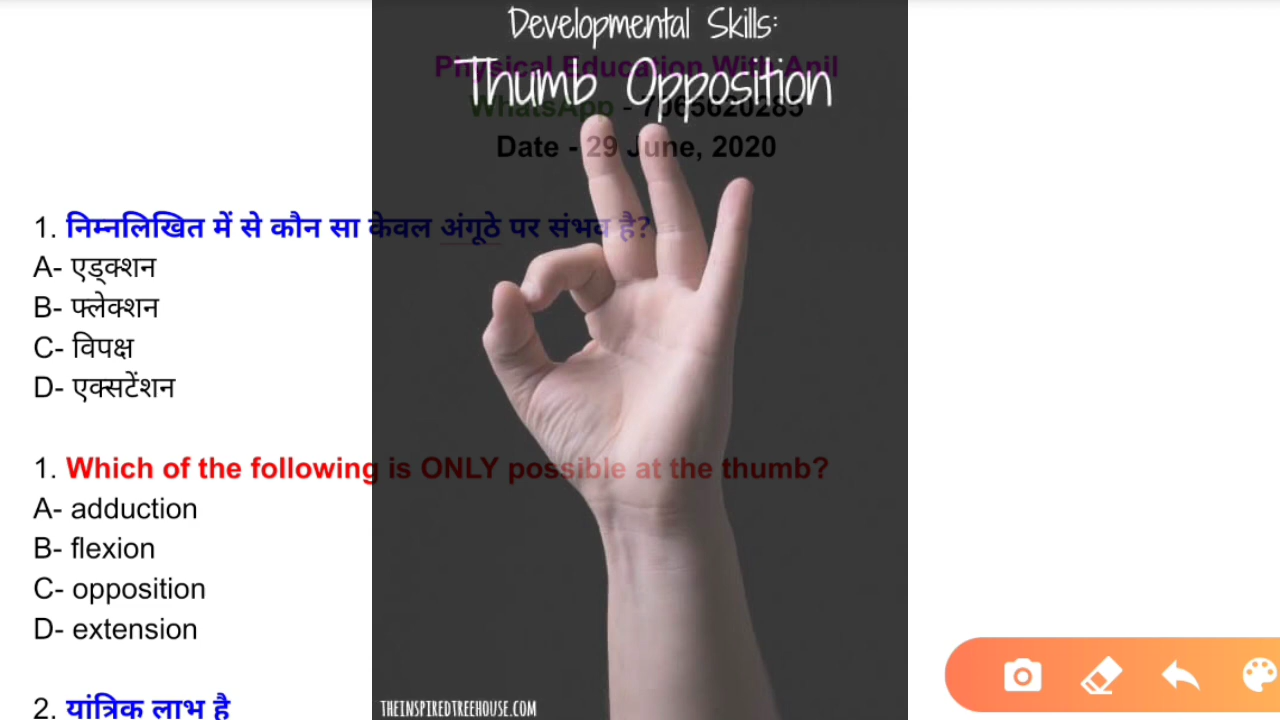 Developmental Skills:
Physical Education With Anil
Thumb Opposition
WhatsApp - 7065620285
Date - 29 June, 2020
1. निम्नलिखित में से कौन सा केवल अंगूठे पर संभव है?
A- एड्क्शन
B- फ्लेक्शन
C- विपक्ष
D- एक्सटेंशन
1. Which of the following is ONLY possible at the thumb?
A- adduction
B- flexion
C- opposition
D- extension
2. यांत्रिक लाभ है
THEINSPIREDTREEHOUSE.COM